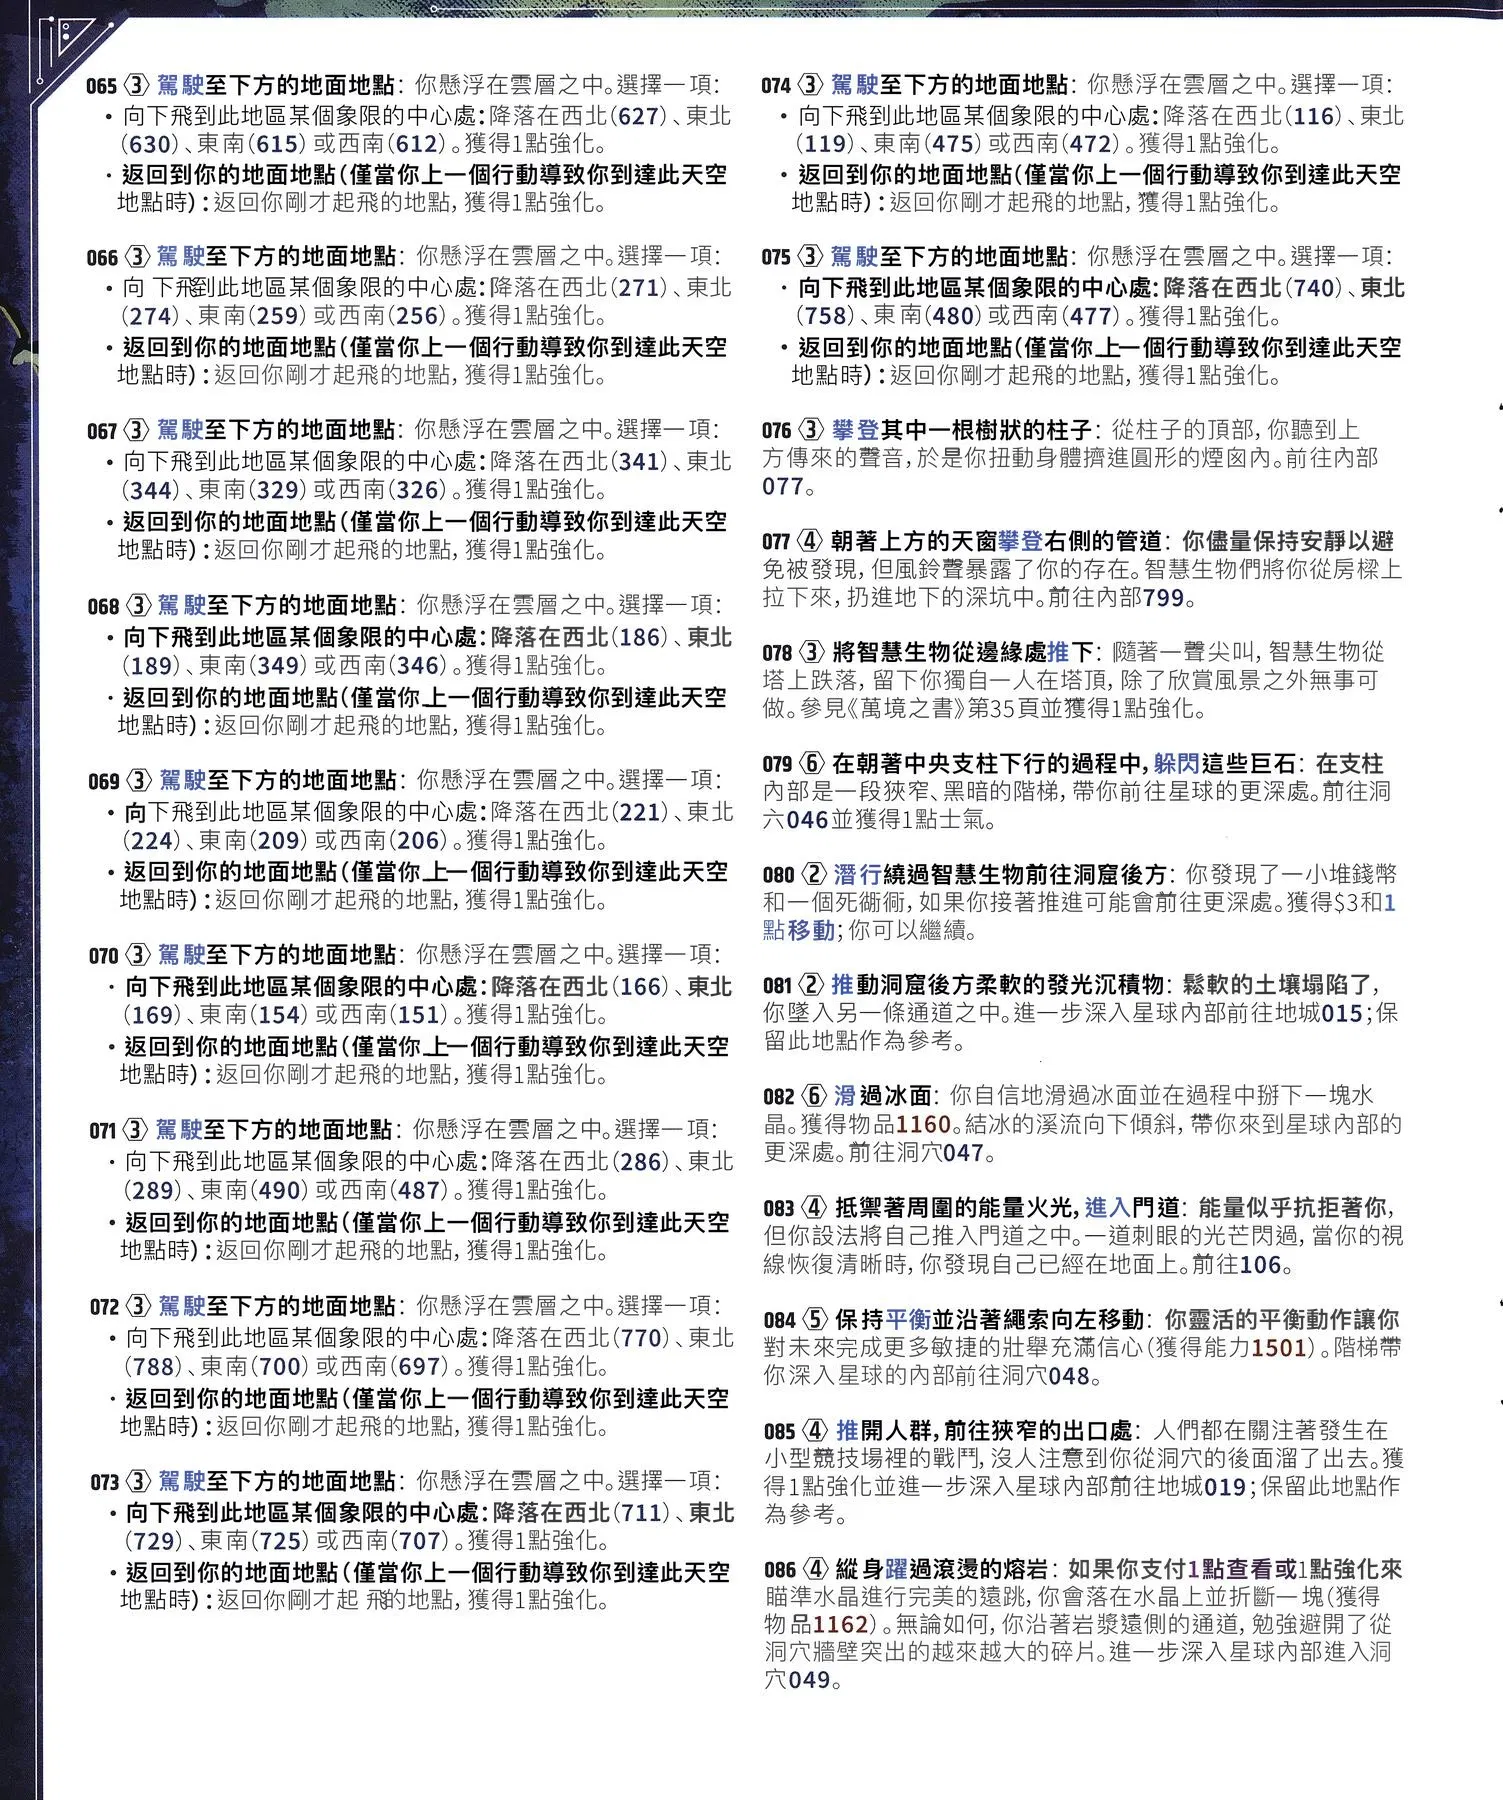 065 ③ 駕駛至下方的地面地點：你懸浮在雲層之中。選擇一項：
• 向下飛到此地區某個象限的中心處：降落在西北（627）、東北
（630）、東南（615）或西南（612）。獲得1點強化。
• 返回到你的地面地點（僅當你上一個行動導致你到達此天空
地點時）：返回你剛才起飛的地點，獲得1點強化。
066 ③ 駕駛至下方的地面地點：你懸浮在雲層之中。選擇一項：
• 向下飛到此地區某個象限的中心處：降落在西北（271）、東北
（274）、東南（259）或西南（256）。獲得1點強化。
• 返回到你的地面地點（僅當你上一個行動導致你到達此天空
地點時）：返回你剛才起飛的地點，獲得1點強化。
067 ③ 駕駛至下方的地面地點：你懸浮在雲層之中。選擇一項：
• 向下飛到此地區某個象限的中心處：降落在西北（341）、東北
（344）、東南（329）或西南（326）。獲得1點強化。
• 返回到你的地面地點（僅當你上一個行動導致你到達此天空
地點時）：返回你剛才起飛的地點，獲得1點強化。
068 ③ 駕駛至下方的地面地點：你懸浮在雲層之中。選擇一項：
• 向下飛到此地區某個象限的中心處：降落在西北（186）、東北
（189）、東南（349）或西南（346）。獲得1點強化。
• 返回到你的地面地點（僅當你上一個行動導致你到達此天空
地點時）：返回你剛才起飛的地點，獲得1點強化。
069 ③ 駕駛至下方的地面地點：你懸浮在雲層之中。選擇一項：
• 向下飛到此地區某個象限的中心處：降落在西北（221）、東北
（224）、東南（209）或西南（206）。獲得1點強化。
• 返回到你的地面地點（僅當你上一個行動導致你到達此天空
地點時）：返回你剛才起飛的地點，獲得1點強化。
070 ③ 駕駛至下方的地面地點：你懸浮在雲層之中。選擇一項：
• 向下飛到此地區某個象限的中心處：降落在西北（166）、東北
（169）、東南（154）或西南（151）。獲得1點強化。
• 返回到你的地面地點（僅當你上一個行動導致你到達此天空
地點時）：返回你剛才起飛的地點，獲得1點強化。
071 ③ 駕駛至下方的地面地點：你懸浮在雲層之中。選擇一項：
• 向下飛到此地區某個象限的中心處：降落在西北（286）、東北
（289）、東南（490）或西南（487）。獲得1點強化。
• 返回到你的地面地點（僅當你上一個行動導致你到達此天空
地點時）：返回你剛才起飛的地點，獲得1點強化。
072 ③ 駕駛至下方的地面地點：你懸浮在雲層之中。選擇一項：
• 向下飛到此地區某個象限的中心處：降落在西北（770）、東北
（788）、東南（700）或西南（697）。獲得1點強化。
• 返回到你的地面地點（僅當你上一個行動導致你到達此天空
地點時）：返回你剛才起飛的地點，獲得1點強化。
073 ③ 駕駛至下方的地面地點：你懸浮在雲層之中。選擇一項：
• 向下飛到此地區某個象限的中心處：降落在西北（711）、東北
（729）、東南（725）或西南（707）。獲得1點強化。
• 返回到你的地面地點（僅當你上一個行動導致你到達此天空
地點時）：返回你剛才起飛的地點，獲得1點強化。
074 ③ 駕駛至下方的地面地點：你懸浮在雲層之中。選擇一項：
• 向下飛到此地區某個象限的中心處：降落在西北（116）、東北
（119）、東南（475）或西南（472）。獲得1點強化。
• 返回到你的地面地點（僅當你上一個行動導致你到達此天空
地點時）：返回你剛才起飛的地點，獲得1點強化。
075 ③ 駕駛至下方的地面地點：你懸浮在雲層之中。選擇一項：
• 向下飛到此地區某個象限的中心處：降落在西北（740）、東北
（758）、東南（480）或西南（477）。獲得1點強化。
• 返回到你的地面地點（僅當你上一個行動導致你到達此天空
地點時）：返回你剛才起飛的地點，獲得1點強化。
076 ③ 攀登其中一根樹狀的柱子：從柱子的頂部，你聽到上
方傳來的聲音，於是你扭動身體擠進圓形的煙囪內。前往內部
077。
077 ④ 朝著上方的天窗攀登右側的管道：你儘量保持安靜以避
免被發現，但風鈴聲暴露了你的存在。智慧生物們將你從房樑上
拉下來，扔進地下的深坑中。前往內部799。
078 ③ 將智慧生物從邊緣處推下：隨著一聲尖叫，智慧生物從
塔上跌落，留下你獨自一人在塔頂，除了欣賞風景之外無事可
做。參見《萬境之書》第35頁並獲得1點強化。
079 ⑥ 在朝著中央支柱下行的過程中，躲閃這些巨石：在支柱
內部是一段狹窄、黑暗的階梯，帶你前往星球的更深處。前往洞
六046並獲得1點士氣。
080 ② 潛行繞過智慧生物前往洞窟後方：你發現了一小堆錢幣
和一個死衚衕，如果你接著推進可能會前往更深處。獲得$3和1
點移動；你可以繼續。
081 ② 推動洞窟後方柔軟的發光沉積物：鬆軟的土壤塌陷了，
你墜入另一條通道之中。進一步深入星球內部前往地城015；保
留此地點作為參考。
082 ⑥ 滑過冰面：你自信地滑過冰面並在過程中掰下一塊水
晶。獲得物品1160。結冰的溪流向下傾斜，帶你來到星球內部的
更深處。前往洞穴047。
083 ④ 抵禦著周圍的能量火光，進入門道：能量似乎抗拒著你，
但你設法將自己推入門道之中。一道刺眼的光芒閃過，當你的視
線恢復清晰時，你發現自己已經在地面上。前往106。
084 ⑤ 保持平衡並沿著繩索向左移動：你靈活的平衡動作讓你
對未來完成更多敏捷的壯舉充滿信心（獲得能力1501）。階梯帶
你深入星球的內部前往洞穴048。
085 ④ 推開人群，前往狹窄的出口處：人們都在關注著發生在
小型競技場裡的戰鬥，沒人注意到你從洞穴的後面溜了出去。獲
得1點強化並進一步深入星球內部前往地城019；保留此地點作
為參考。
086 ④ 縱身躍過滾燙的熔岩：如果你支付1點查看或1點強化來
瞄準水晶進行完美的遠跳，你會落在水晶上並折斷一塊（獲得
物品1162）。無論如何，你沿著岩漿遠側的通道，勉強避開了從
洞穴牆壁突出的越來越大的碎片。進一步深入星球內部進入洞
穴049。